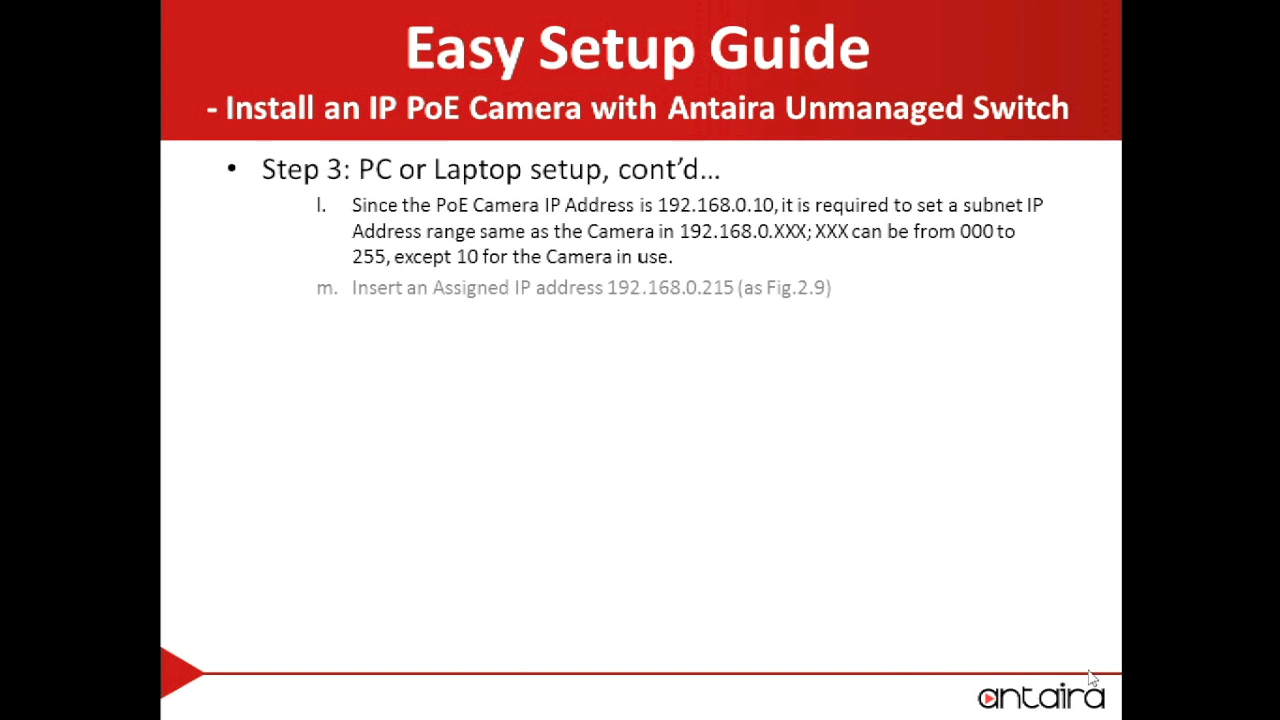 Easy Setup Guide
- Install an IP PoE Camera with Antaira Unmanaged Switch
• Step 3: PC or Laptop setup, cont’d…
l. Since the PoE Camera IP Address is 192.168.0.10, it is required to set a subnet IP
Address range same as the Camera in 192.168.0.XXX; XXX can be from 000 to
255, except 10 for the Camera in use.
m. Insert an Assigned IP address 192.168.0.215 (as Fig.2.9)
antaira